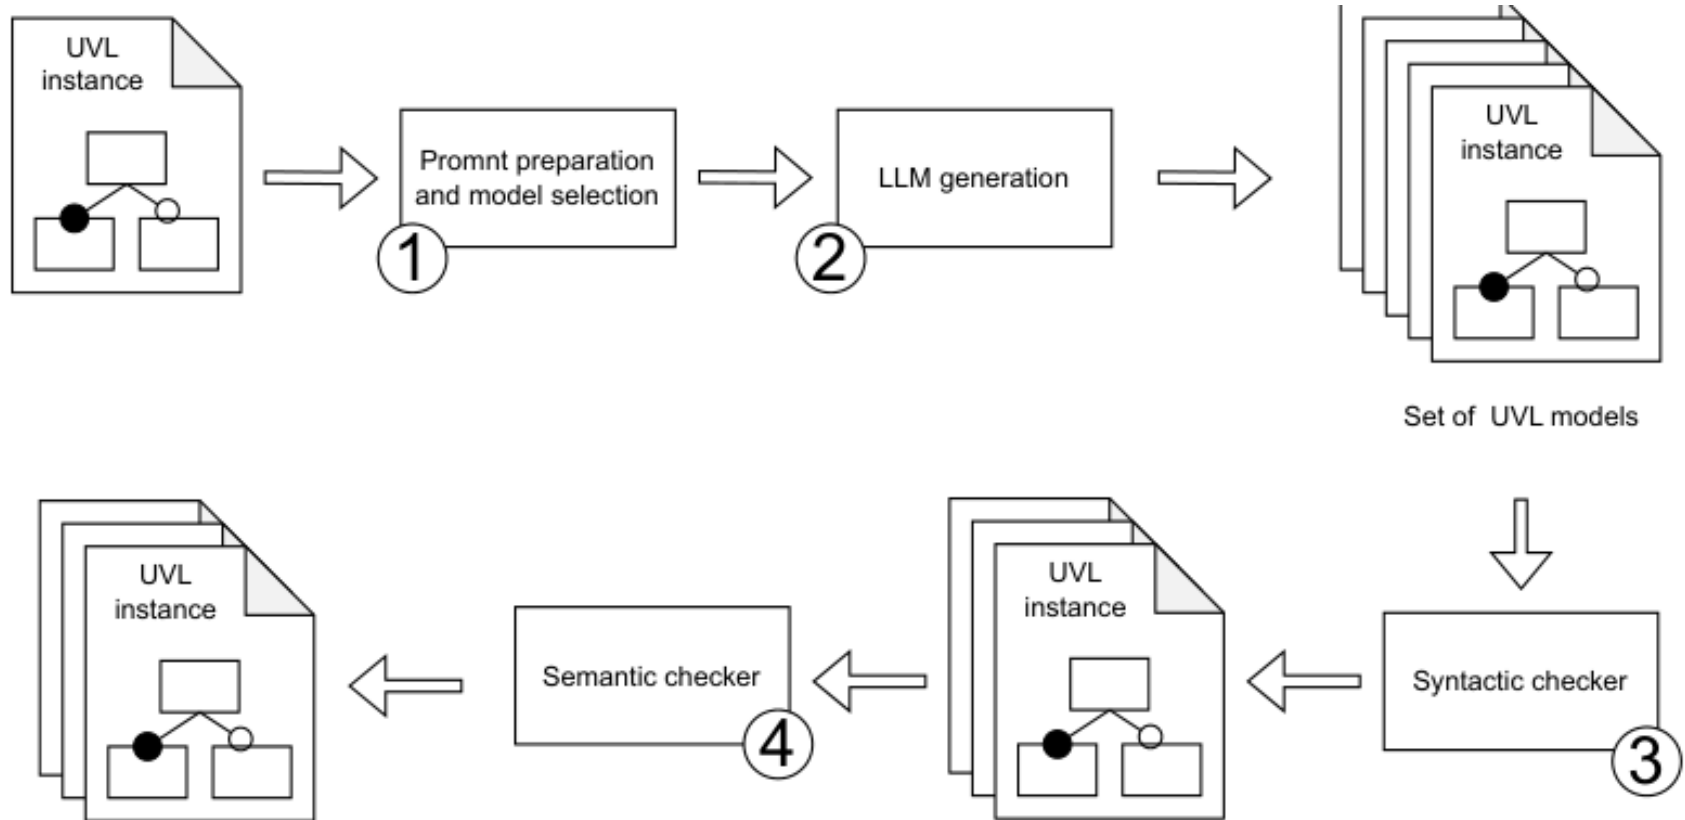 UVL
instance
Promnt preparation
and model selection
1
LLM generation
2
UVL
instance
Set of UVL models
Syntactic checker
3
UVL
instance
Semantic checker
4
UVL
instance